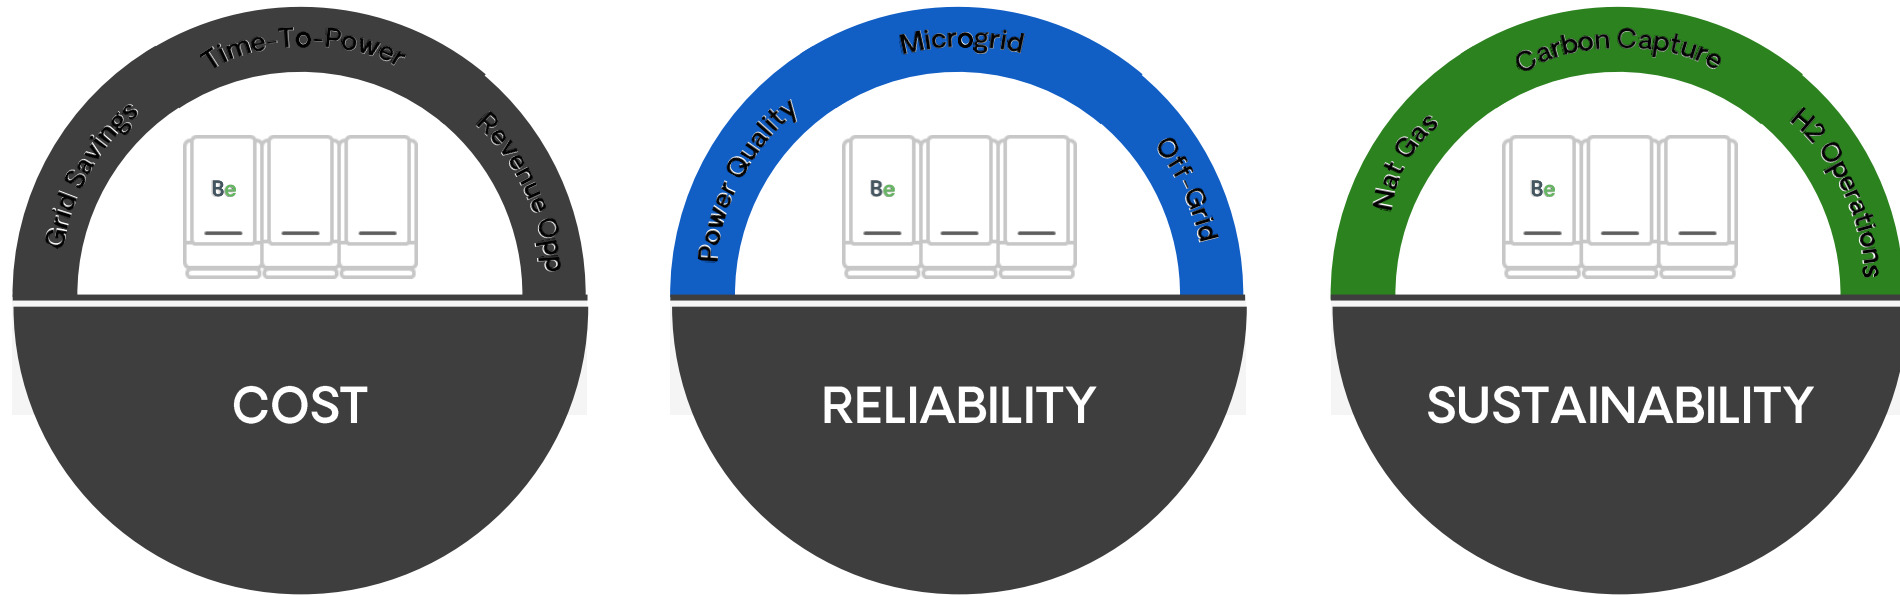 Grid Savings
Time-To-Power
Revenue Opp
Be
COST
Power Quality
Microgrid
Off-Grid
Be
RELIABILITY
Nat Gas
Carbon Capture
H2 Operations
Be
SUSTAINABILITY